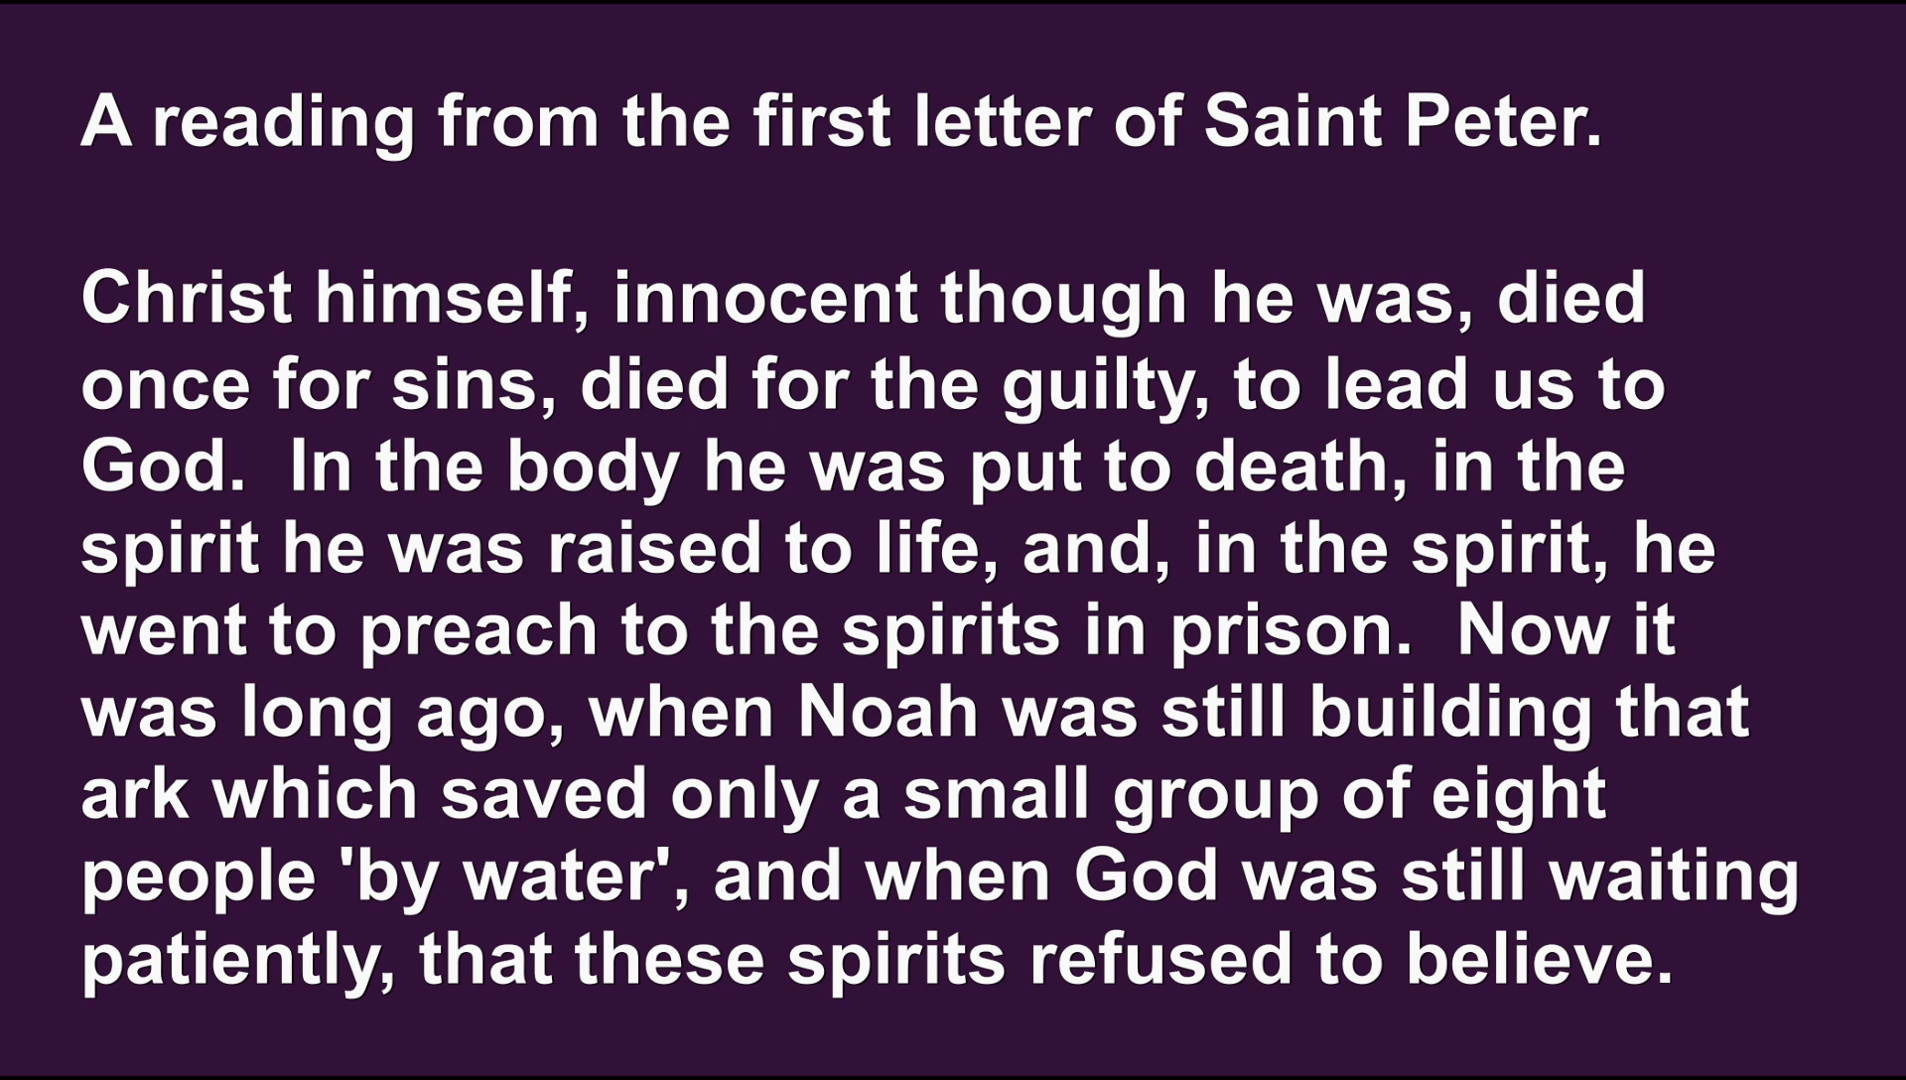 A reading from the first letter of Saint Peter.
Christ himself, innocent though he was, died
once for sins, died for the guilty, to lead us to
God.  In the body he was put to death, in the
spirit he was raised to life, and, in the spirit, he
went to preach to the spirits in prison.  Now it
was long ago, when Noah was still building that
ark which saved only a small group of eight
people 'by water', and when God was still waiting
patiently, that these spirits refused to believe.